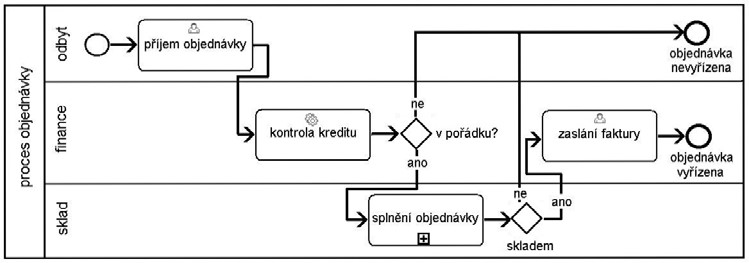 proces objednávky
odbyt
příjem objednávky
objednávka
nevyřízena
finance
kontrola kreditu
ne
v pořádku?
ano
zaslání faktury
objednávka
vyřízena
sklad
splnění objednávky
ne
ano
skladem